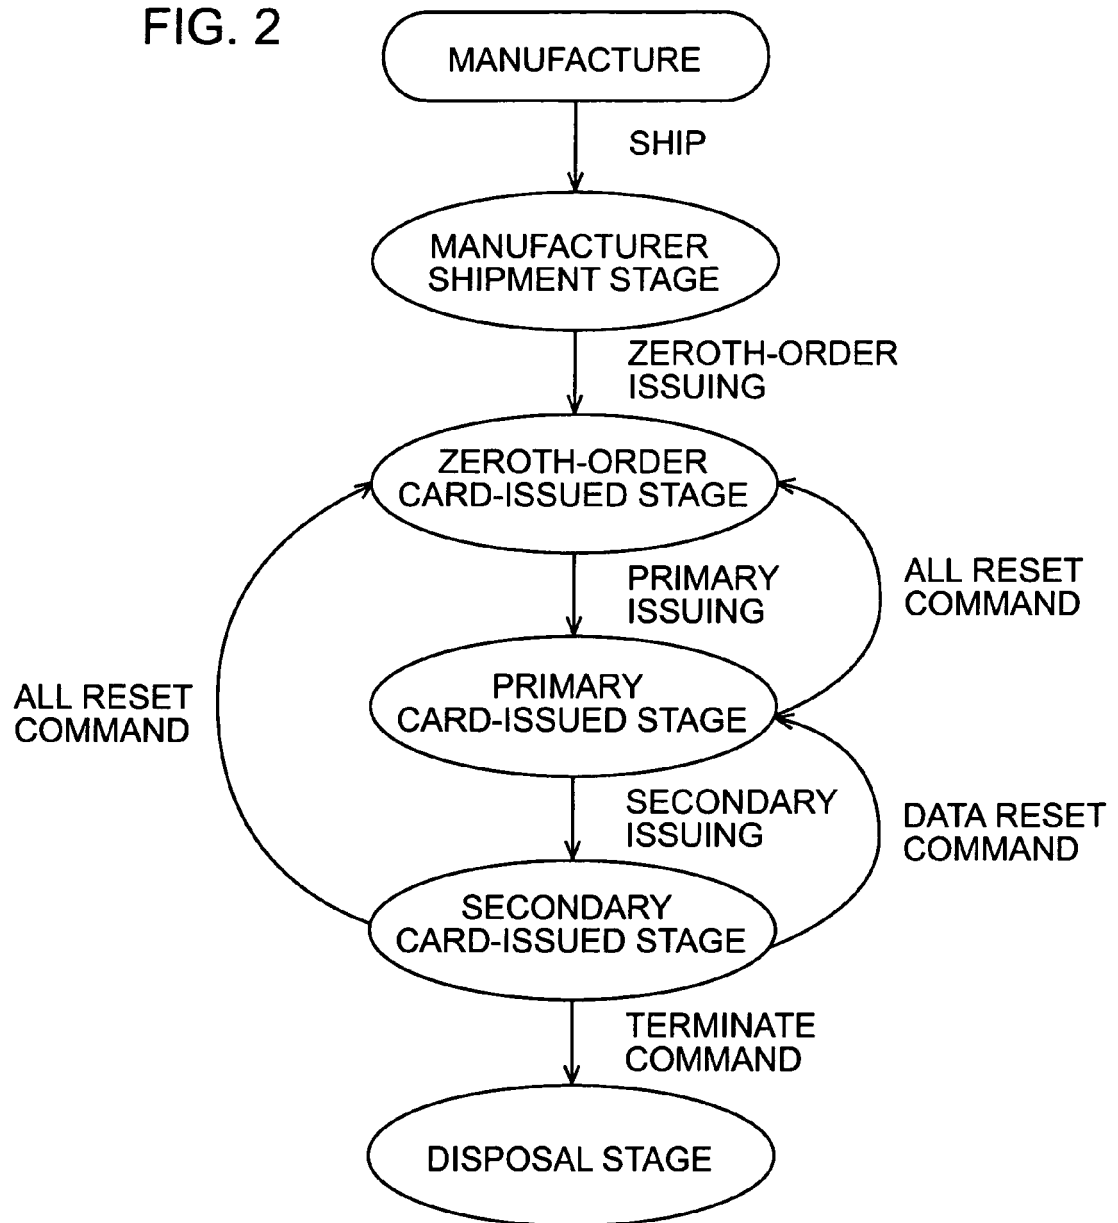 FIG. 2
MANUFACTURE
SHIP
MANUFACTURER
SHIPMENT STAGE
ZEROTH-ORDER
ISSUING
ZEROTH-ORDER
CARD-ISSUED STAGE
PRIMARY
ISSUING
ALL RESET
COMMAND
ALL RESET
COMMAND
PRIMARY
CARD-ISSUED STAGE
SECONDARY
ISSUING
DATA RESET
COMMAND
SECONDARY
CARD-ISSUED STAGE
TERMINATE
COMMAND
DISPOSAL STAGE